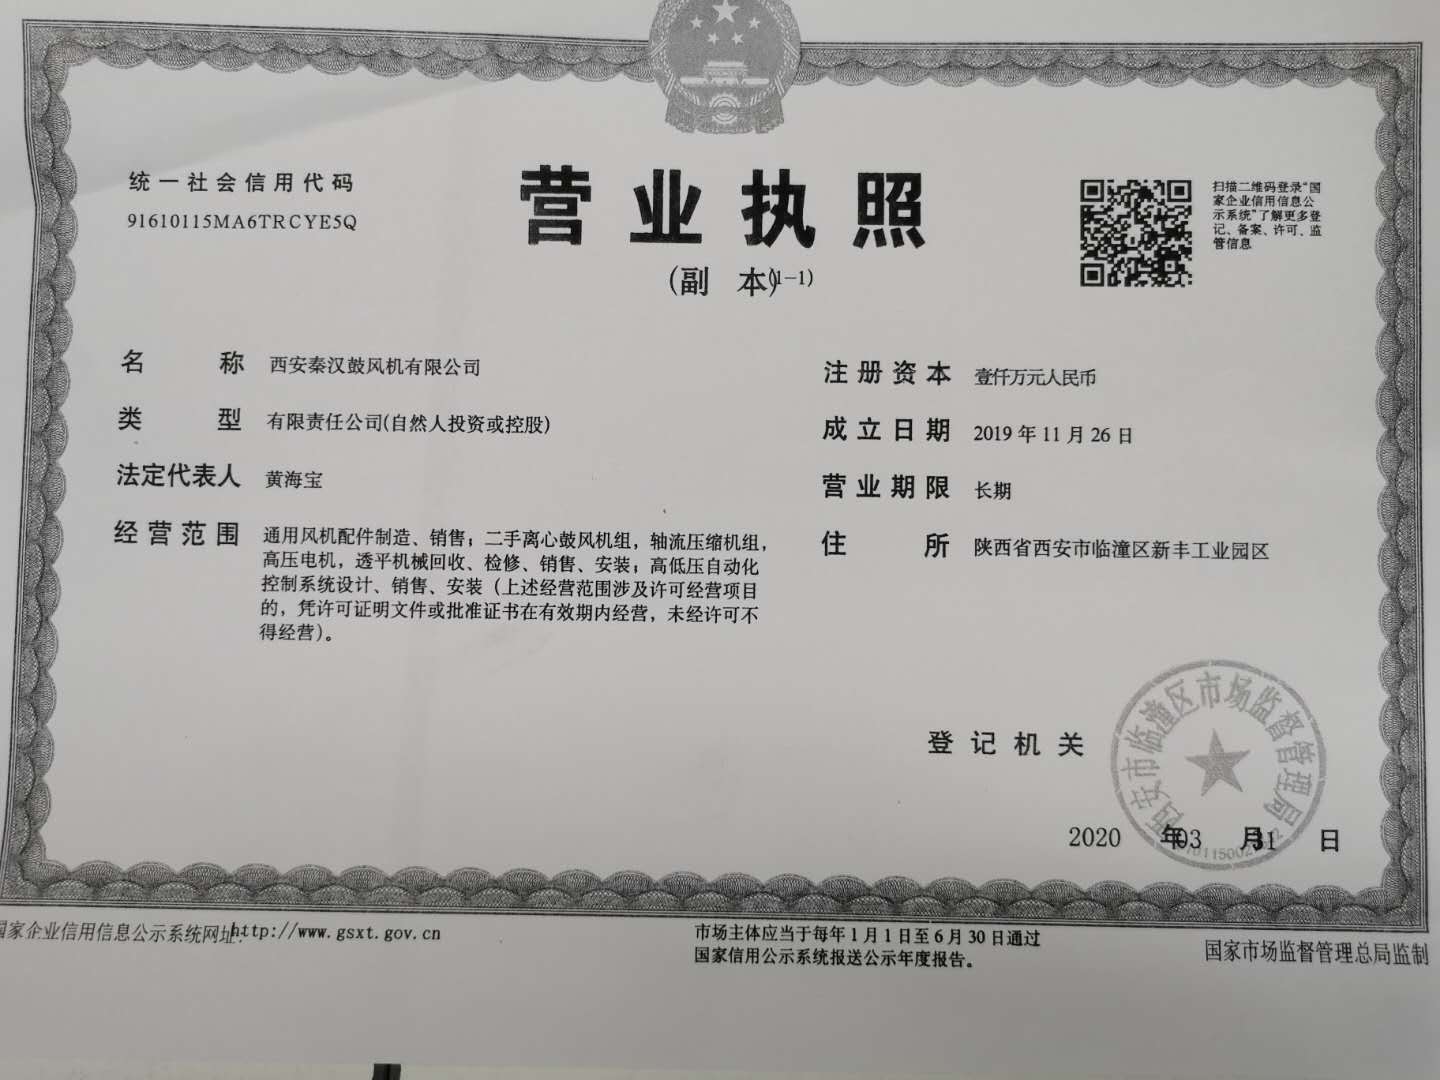 统一社会信用代码
91610115MA6TRCYE5Q
营业执照
(副 本)(1-1)
扫描二维码登录“国
家企业信用信息公
示系统”了解更多登
记、备案、许可、监
管信息
名 称 西安秦汉鼓风机有限公司
类 型 有限责任公司(自然人投资或控股)
法定代表人 黄海宝
经营范围 通用风机配件制造、销售；二手离心鼓风机组，轴流压缩机组，
高压电机，透平机械回收、检修、销售、安装；高低压自动化
控制系统设计、销售、安装（上述经营范围涉及许可经营项目
的，凭许可证明文件或批准证书在有效期内经营，未经许可不
得经营）。
注册资本 壹仟万元人民币
成立日期 2019年11月26日
营业期限 长期
住 所 陕西省西安市临潼区新丰工业园区
登记机关
西安市临潼区市场监督管理局
2020 年03 月31 日
国家企业信用信息公示系统网址：http://www.gsxt.gov.cn
市场主体应当于每年1月1日至6月30日通过
国家信用公示系统报送公示年度报告。
国家市场监督管理总局监制